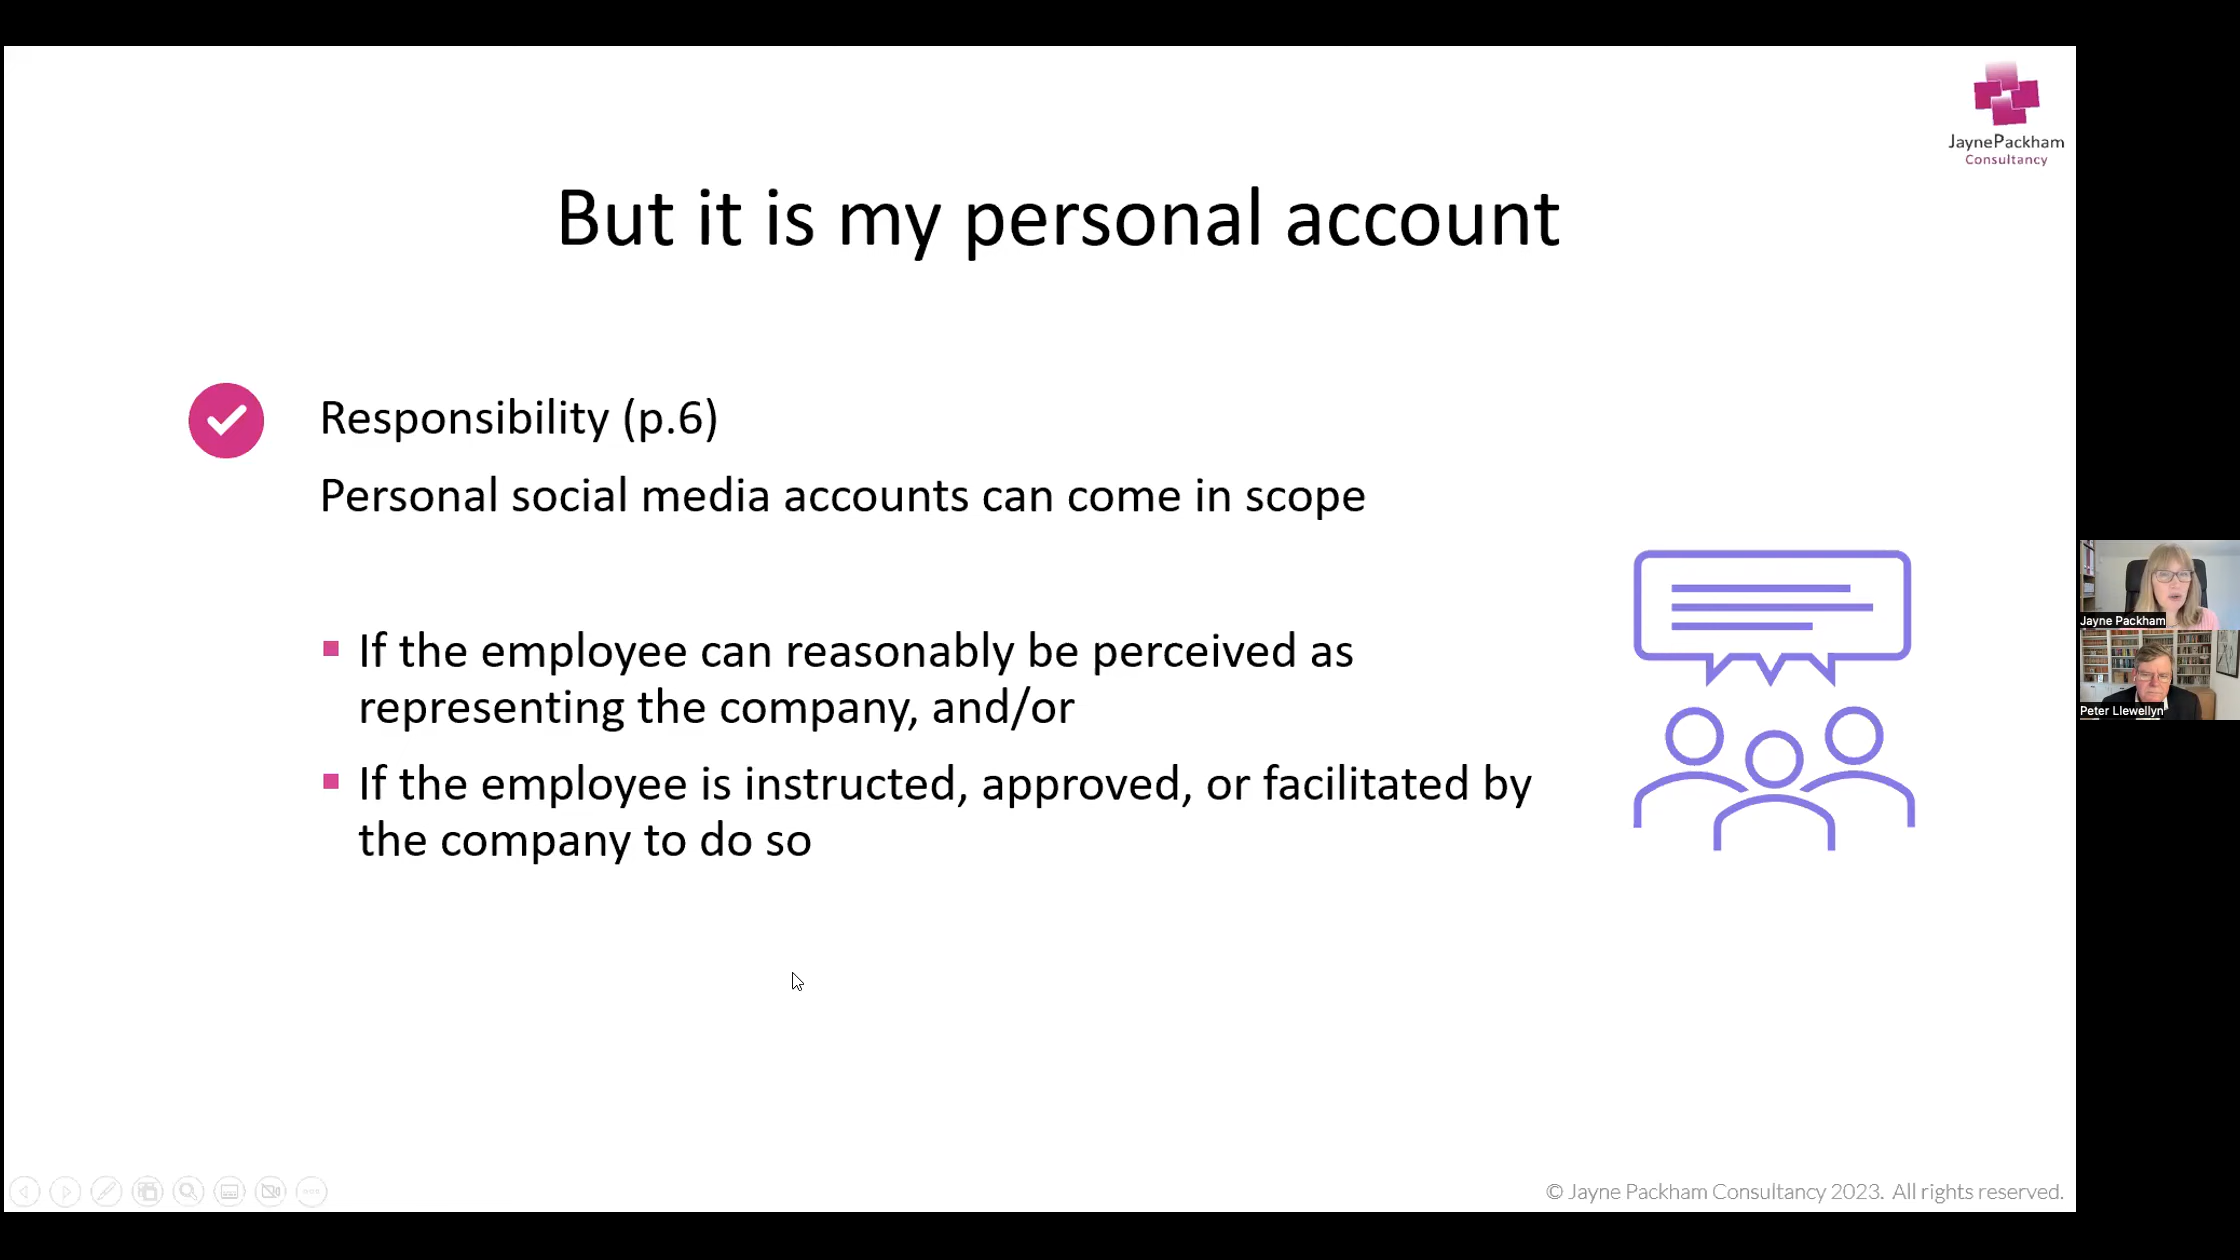 JaynePackham
Consultancy
But it is my personal account
Responsibility (p.6)
Personal social media accounts can come in scope
If the employee can reasonably be perceived as
representing the company, and/or
If the employee is instructed, approved, or facilitated by
the company to do so
Jayne Packham
Peter Llewellyn
© Jayne Packham Consultancy 2023. All rights reserved.